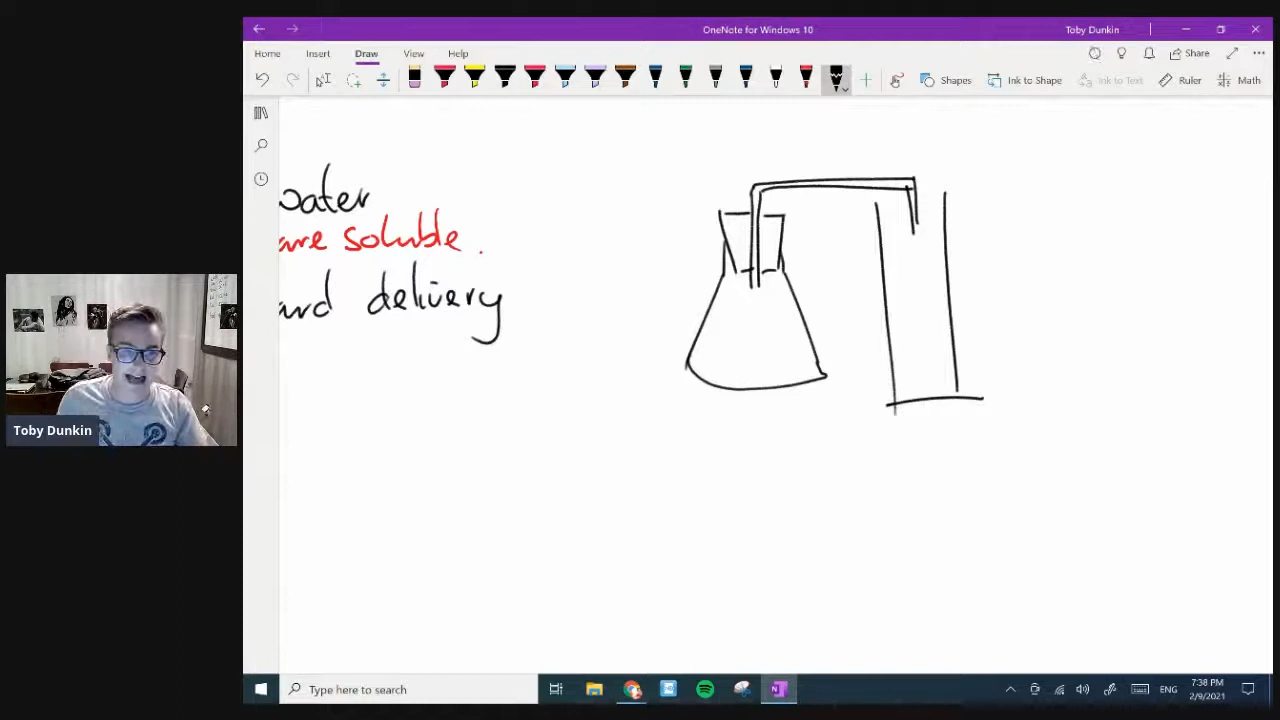 OneNote for Windows 10
Toby Dunkin
Home Insert Draw View Help
Share
Shapes Ink to Shape Ink to Text Ruler Math
water
are soluble.
ard delivery
Toby Dunkin
Type here to search
ENG
7:38 PM
2/9/2021